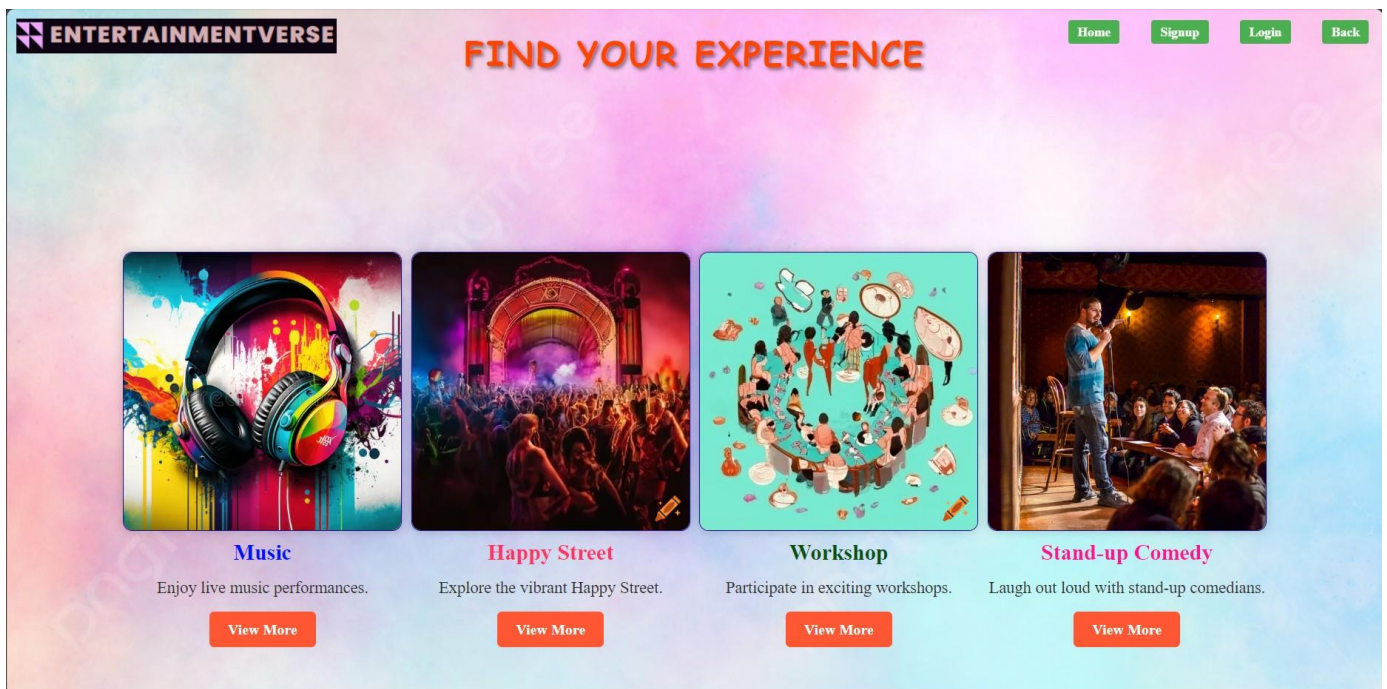 ENTERTAINMENTVERSE
Home Signup Login Back
FIND YOUR EXPERIENCE
pngtree
pngtree
Music Happy Street Workshop Stand-up Comedy
Enjoy live music performances. Explore the vibrant Happy Street. Participate in exciting workshops. Laugh out loud with stand-up comedians.
View More View More View More View More